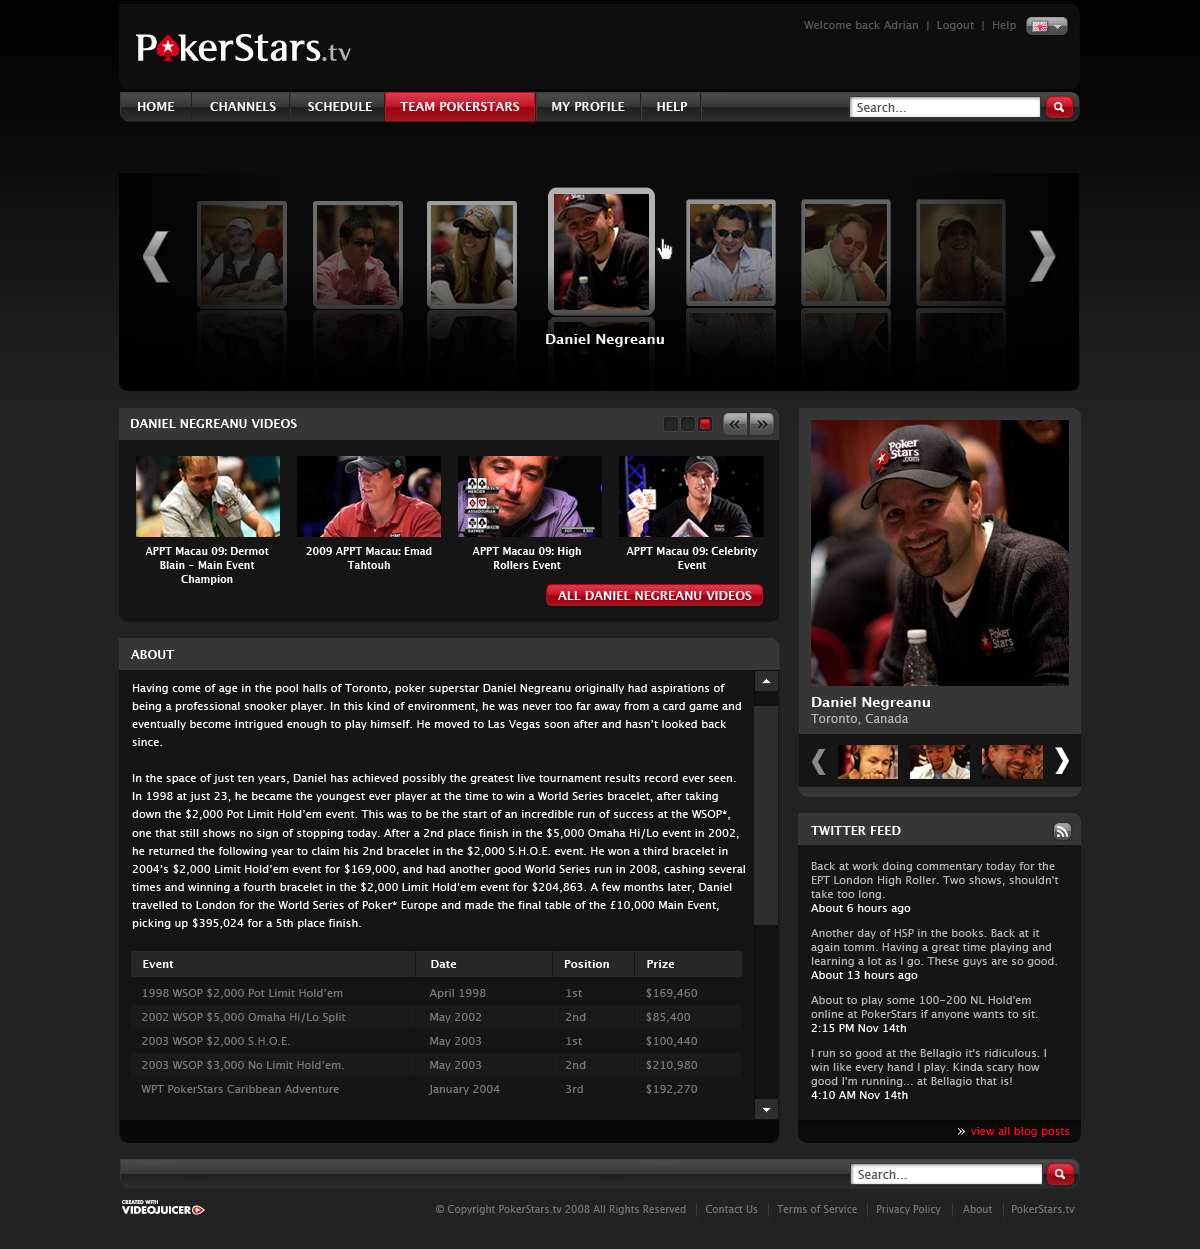 Welcome back Adrian | Logout | Help
PokerStars.tv
HOME CHANNELS SCHEDULE TEAM POKERSTARS MY PROFILE HELP Search...
Daniel Negreanu
DANIEL NEGREANU VIDEOS
APPT Macau 09: Dermot
Blain - Main Event
Champion
2009 APPT Macau: Emad
Tahtouh
APPT Macau 09: High
Rollers Event
APPT Macau 09: Celebrity
Event
MERCIER
ASSADOURIAN
RAYNER
ALL DANIEL NEGREANU VIDEOS
Poker
Stars
.com
Poker
Stars
.com
Daniel Negreanu
Toronto, Canada
ABOUT
Having come of age in the pool halls of Toronto, poker superstar Daniel Negreanu originally had aspirations of
being a professional snooker player. In this kind of environment, he was never too far away from a card game and
eventually become intrigued enough to play himself. He moved to Las Vegas soon after and hasn't looked back
since.
In the space of just ten years, Daniel has achieved possibly the greatest live tournament results record ever seen.
In 1998 at just 23, he became the youngest ever player at the time to win a World Series bracelet, after taking
down the $2,000 Pot Limit Hold'em event. This was to be the start of an incredible run of success at the WSOP*,
one that still shows no sign of stopping today. After a 2nd place finish in the $5,000 Omaha Hi/Lo event in 2002,
he returned the following year to claim his 2nd bracelet in the $2,000 S.H.O.E. event. He won a third bracelet in
2004's $2,000 Limit Hold'em event for $169,000, and had another good World Series run in 2008, cashing several
times and winning a fourth bracelet in the $2,000 Limit Hold'em event for $204,863. A few months later, Daniel
travelled to London for the World Series of Poker* Europe and made the final table of the £10,000 Main Event,
picking up $395,024 for a 5th place finish.
Event Date Position Prize
1998 WSOP $2,000 Pot Limit Hold'em April 1998 1st $169,460
2002 WSOP $5,000 Omaha Hi/Lo Split May 2002 2nd $85,400
2003 WSOP $2,000 S.H.O.E. May 2003 1st $100,440
2003 WSOP $3,000 No Limit Hold'em. May 2003 2nd $210,980
WPT PokerStars Caribbean Adventure January 2004 3rd $192,270
TWITTER FEED
Back at work doing commentary today for the
EPT London High Roller. Two shows, shouldn't
take too long.
About 6 hours ago
Another day of HSP in the books. Back at it
again tomm. Having a great time playing and
learning a lot as I go. These guys are so good.
About 13 hours ago
About to play some 100-200 NL Hold'em
online at PokerStars if anyone wants to sit.
2:15 PM Nov 14th
I run so good at the Bellagio it's ridiculous. I
win like every hand I play. Kinda scary how
good I'm running... at Bellagio that is!
4:10 AM Nov 14th
» view all blog posts
Search...
CREATED WITH
VIDEOJUICER
© Copyright PokerStars.tv 2008 All Rights Reserved Contact Us Terms of Service Privacy Policy About PokerStars.tv